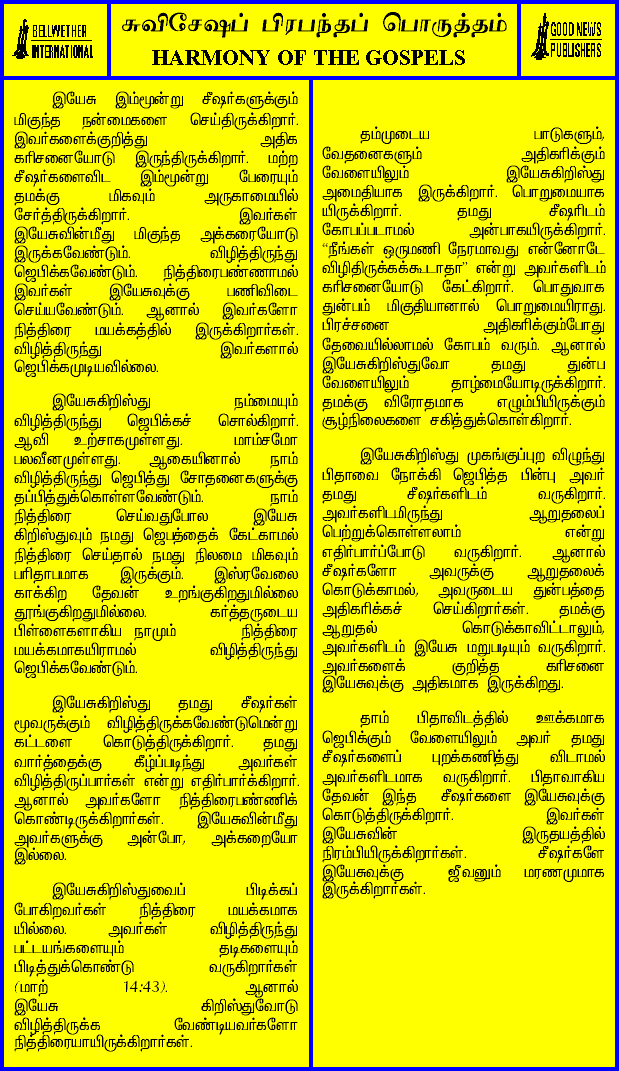 BELLWETHER
INTERNATIONAL
சுவிசேஷப் பிரபந்தப் பொருத்தம்
HARMONY OF THE GOSPELS
GOOD NEWS
PUBLISHERS
இயேசு இம்மூன்று சீஷர்களுக்கும்
மிகுந்த நன்மைகளை செய்திருக்கிறார்.
இவர்களைக்குறித்து அதிக
கரிசனையோடு இருந்திருக்கிறார். மற்ற
சீஷர்களைவிட இம்மூன்று பேரையும்
தமக்கு மிகவும் அருகாமையில்
சேர்த்திருக்கிறார். இவர்கள்
இயேசுவின்மீது மிகுந்த அக்கரையோடு
இருக்கவேண்டும். விழித்திருந்து
ஜெபிக்கவேண்டும். நித்திரைபண்ணாமல்
இவர்கள் இயேசுவுக்கு பணிவிடை
செய்யவேண்டும். ஆனால் இவர்களோ
நித்திரை மயக்கத்தில் இருக்கிறார்கள்.
விழித்திருந்து இவர்களால்
ஜெபிக்கமுடியவில்லை.
இயேசுகிறிஸ்து நம்மையும்
விழித்திருந்து ஜெபிக்கச் சொல்கிறார்.
ஆவி உற்சாகமுள்ளது. மாம்சமோ
பலவீனமுள்ளது. ஆகையினால் நாம்
விழித்திருந்து ஜெபித்து சோதனைகளுக்கு
தப்பித்துக்கொள்ளவேண்டும். நாம்
நித்திரை செய்வதுபோல இயேசு
கிறிஸ்துவும் நமது ஜெபத்தைக் கேட்காமல்
நித்திரை செய்தால் நமது நிலமை மிகவும்
பரிதாபமாக இருக்கும். இஸ்ரவேலை
காக்கிற தேவன் உறங்குகிறதுமில்லை
தூங்குகிறதுமில்லை. கர்த்தருடைய
பிள்ளைகளாகிய நாமும் நித்திரை
மயக்கமாகயிராமல் விழித்திருந்து
ஜெபிக்கவேண்டும்.
இயேசுகிறிஸ்து தமது சீஷர்கள்
மூவருக்கும் விழித்திருக்கவேண்டுமென்று
கட்டளை கொடுத்திருக்கிறார். தமது
வார்த்தைக்கு கீழ்ப்படிந்து அவர்கள்
விழித்திருப்பார்கள் என்று எதிர்பார்க்கிறார்.
ஆனால் அவர்களோ நித்திரைபண்ணிக்
கொண்டிருக்கிறார்கள். இயேசுவின்மீது
அவர்களுக்கு அன்போ, அக்கறையோ
இல்லை.
இயேசுகிறிஸ்துவைப் பிடிக்கப்
போகிறவர்கள் நித்திரை மயக்கமாக
யில்லை. அவர்கள் விழித்திருந்து
பட்டயங்களையும் தடிகளையும்
பிடித்துக்கொண்டு வருகிறார்கள்
(மாற் 14:43). ஆனால்
இயேசு கிறிஸ்துவோடு
விழித்திருக்க வேண்டியவர்களோ
நித்திரையாயிருக்கிறார்கள்.
தம்முடைய பாடுகளும்,
வேதனைகளும் அதிகரிக்கும்
வேளையிலும் இயேசுகிறிஸ்து
அமைதியாக இருக்கிறார். பொறுமையாக
யிருக்கிறார். தமது சீஷரிடம்
கோபப்படாமல் அன்பாகயிருக்கிறார்.
“நீங்கள் ஒருமணி நேரமாவது என்னோடே
விழிதிருக்கக்கூடாதா” என்று அவர்களிடம்
கரிசனையோடு கேட்கிறார். பொதுவாக
துன்பம் மிகுதியானால் பொறுமையிராது.
பிரச்சனை அதிகரிக்கும்போது
தேவையில்லாமல் கோபம் வரும். ஆனால்
இயேசுகிறிஸ்துவோ தமது துன்ப
வேளையிலும் தாழ்மையோடிருக்கிறார்.
தமக்கு விரோதமாக எழும்பியிருக்கும்
சூழ்நிலைகளை சகித்துக்கொள்கிறார்.
இயேசுகிறிஸ்து முகங்குப்புற விழுந்து
பிதாவை நோக்கி ஜெபித்த பின்பு அவர்
தமது சீஷர்களிடம் வருகிறார்.
அவர்களிடமிருந்து ஆறுதலைப்
பெற்றுக்கொள்ளலாம் என்று
எதிர்பார்ப்போடு வருகிறார். ஆனால்
சீஷர்களோ அவருக்கு ஆறுதலைக்
கொடுக்காமல், அவருடைய துன்பத்தை
அதிகரிக்கச் செய்கிறார்கள். தமக்கு
ஆறுதல் கொடுக்காவிட்டாலும்,
அவர்களிடம் இயேசு மறுபடியும் வருகிறார்.
அவர்களைக் குறித்த கரிசனை
இயேசுவுக்கு அதிகமாக இருக்கிறது.
தாம் பிதாவிடத்தில் ஊக்கமாக
ஜெபிக்கும் வேளையிலும் அவர் தமது
சீஷர்களைப் புறக்கணித்து விடாமல்
அவர்களிடமாக வருகிறார். பிதாவாகிய
தேவன் இந்த சீஷர்களை இயேசுவுக்கு
கொடுத்திருக்கிறார். இவர்கள்
இயேசுவின் இருதயத்தில்
நிரம்பியிருக்கிறார்கள். சீஷர்களே
இயேசுவுக்கு ஜீவனும் மரணமுமாக
இருக்கிறார்கள்.